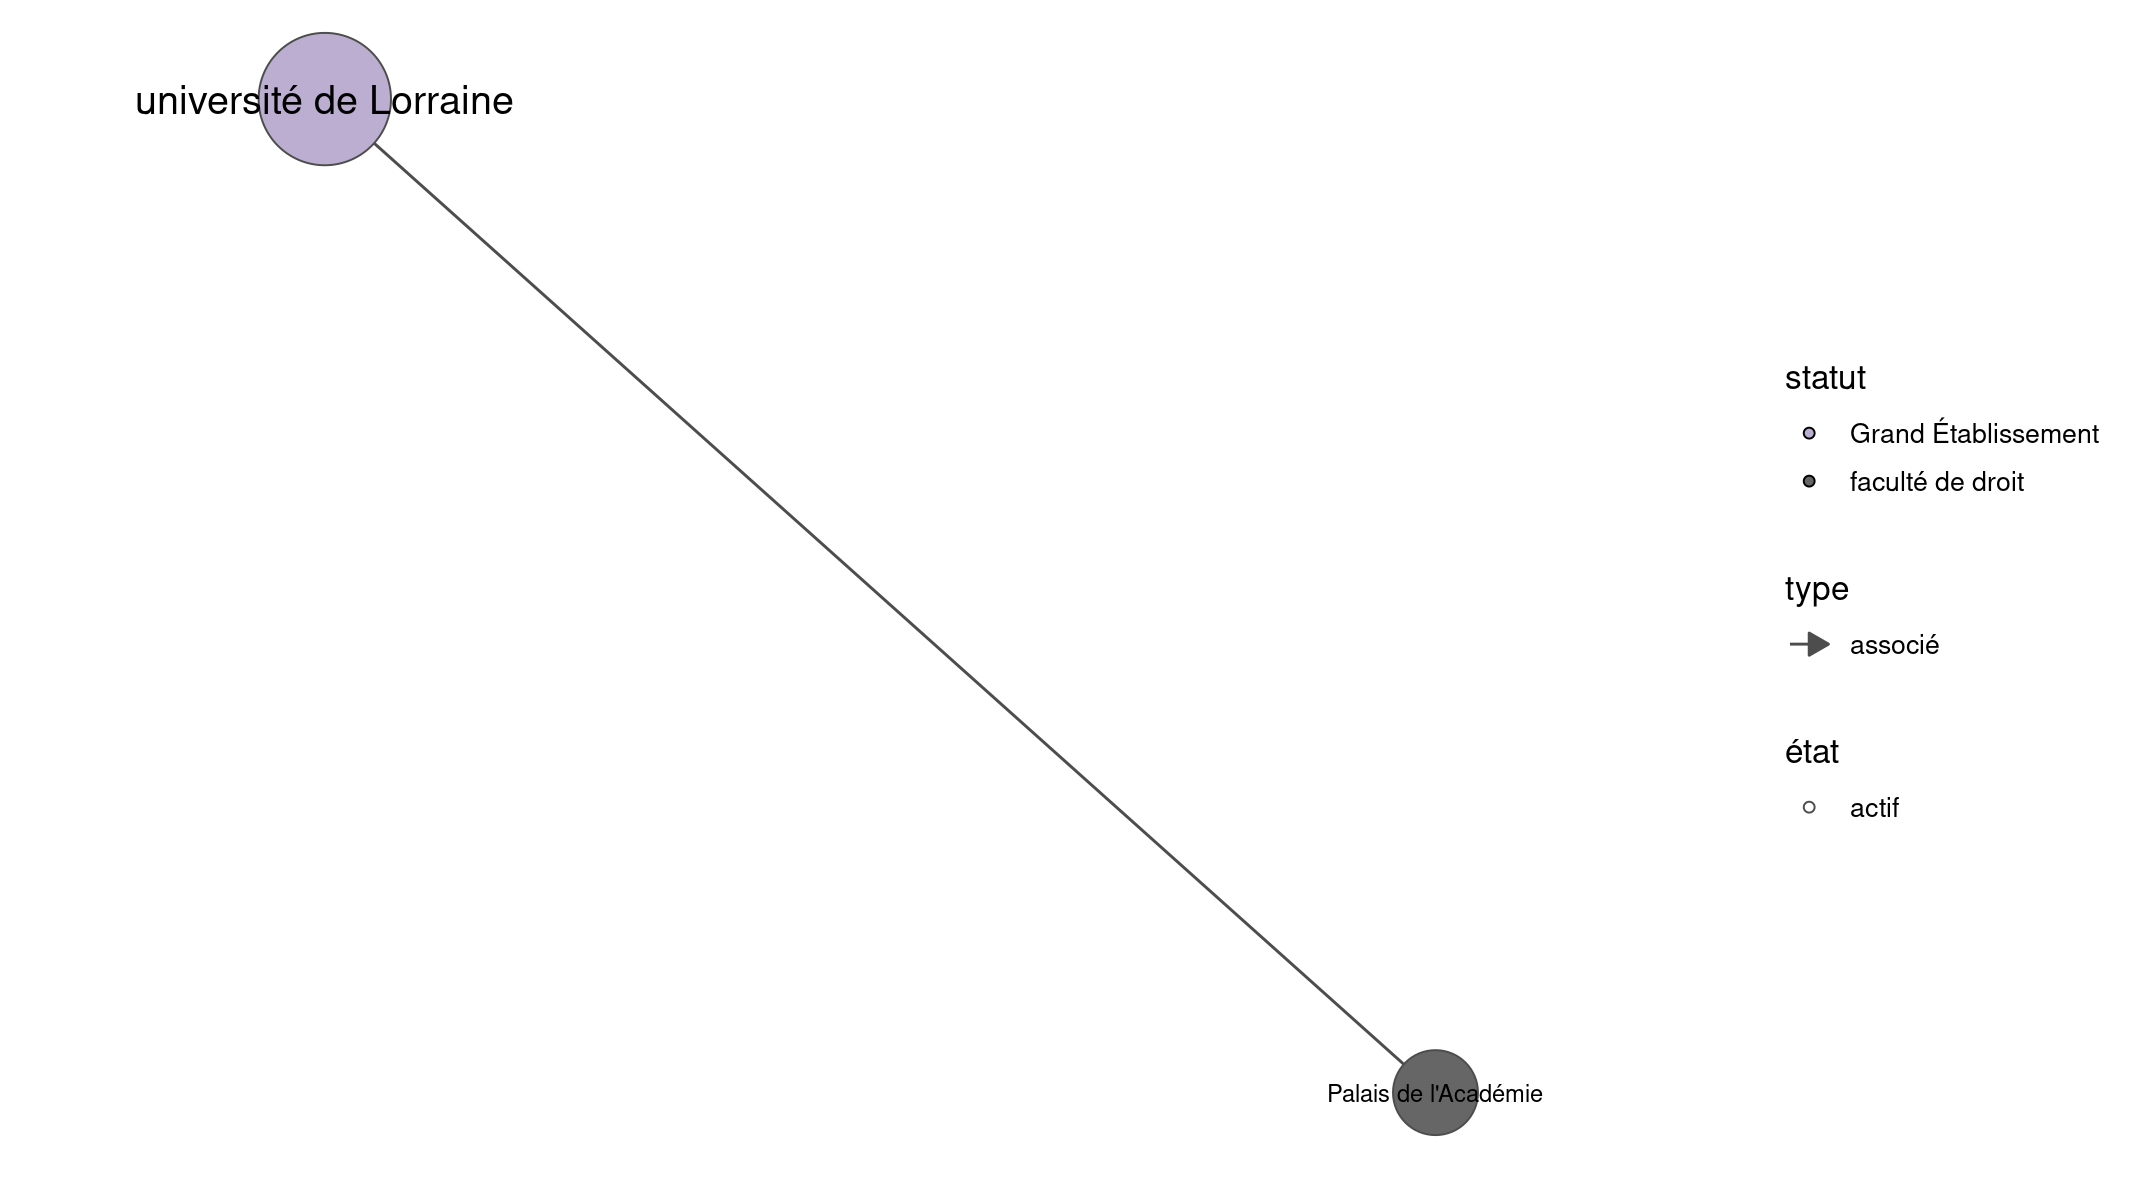 université de Lorraine
statut
Grand Établissement
faculté de droit
type
associé
état
actif
Palais de l'Académie